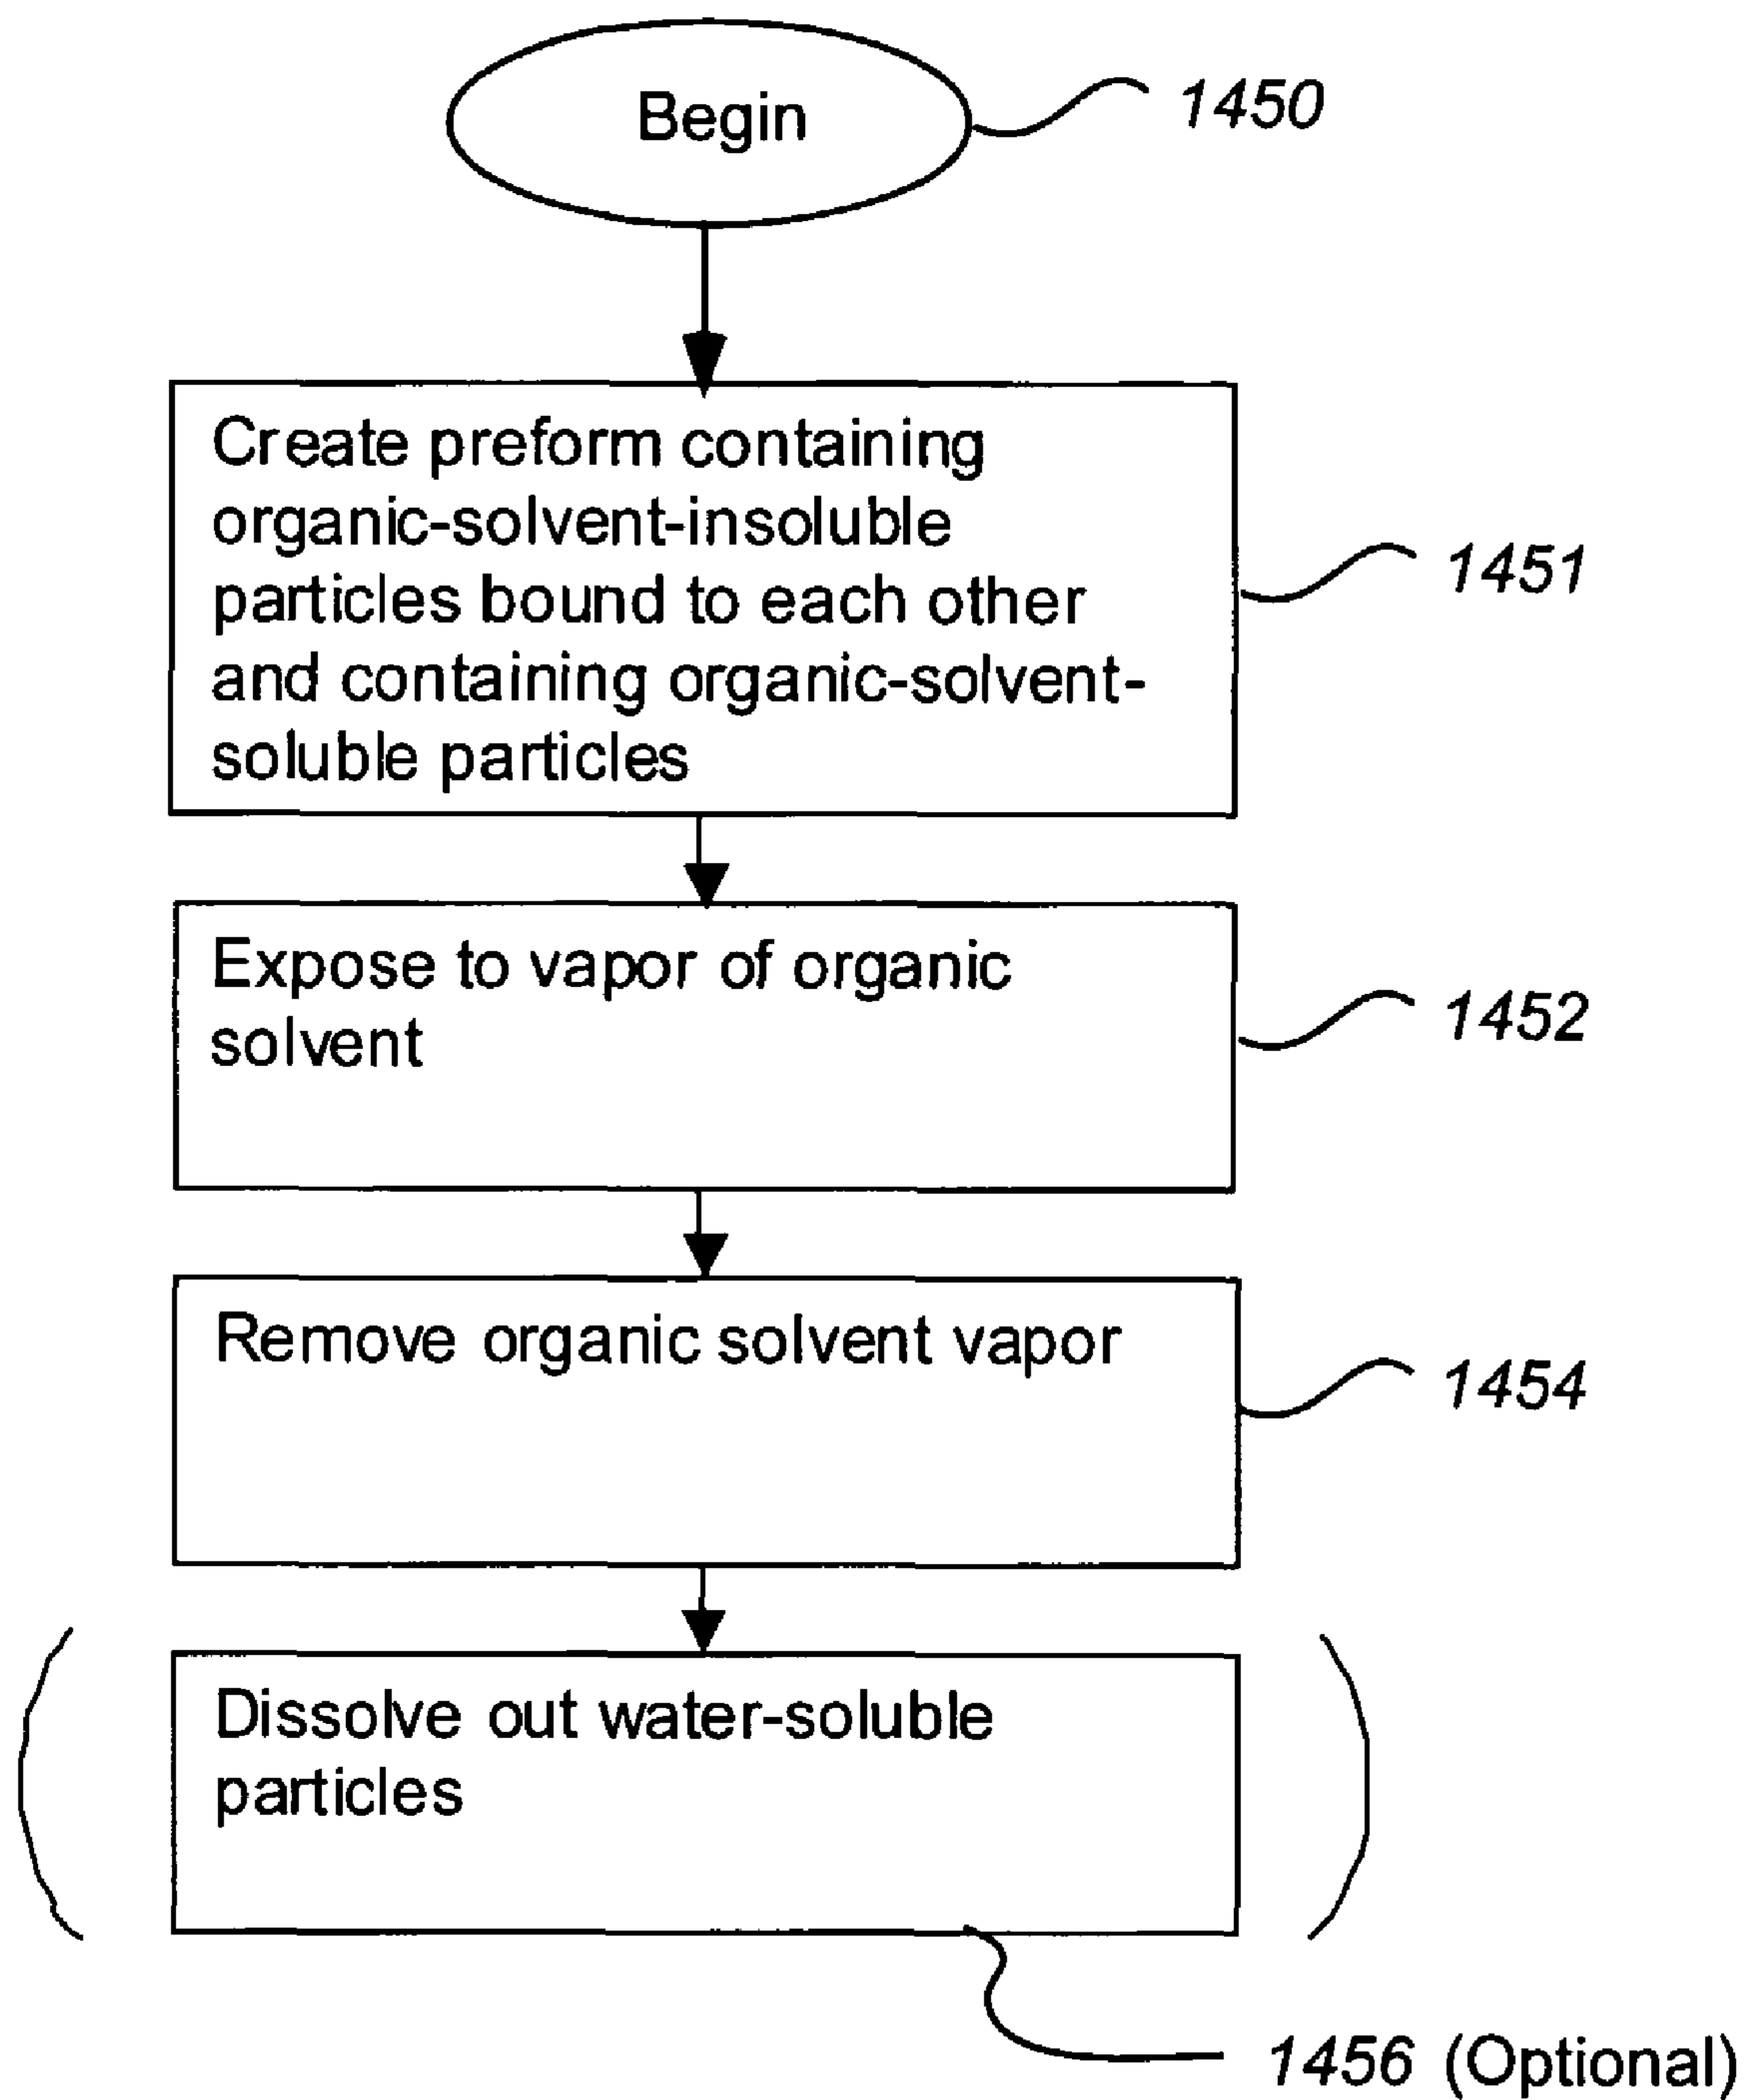 Begin
1450
Create preform containing
organic-solvent-insoluble
particles bound to each other
and containing organic-solvent-
soluble particles
1451
Expose to vapor of organic
solvent
1452
Remove organic solvent vapor
1454
Dissolve out water-soluble
particles
1456 (Optional)